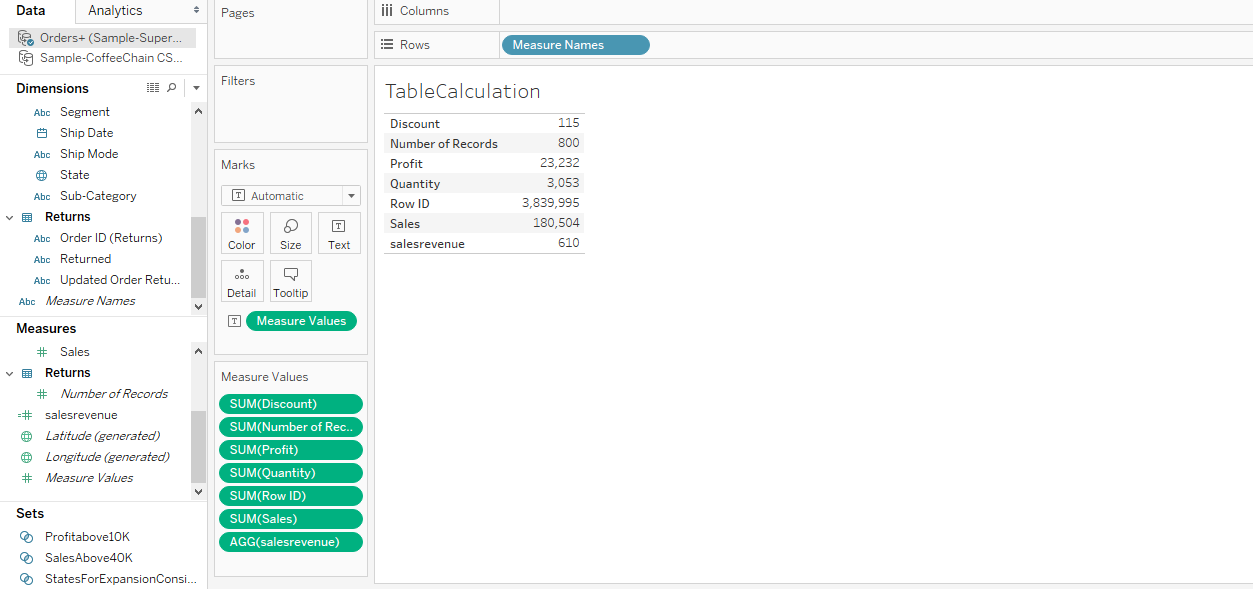 Data
Analytics
Orders+ (Sample-Super...
Sample-CoffeeChain CS...
Dimensions
Abc Segment
Ship Date
Abc Ship Mode
State
Abc Sub-Category
Returns
Abc Order ID (Returns)
Abc Returned
Abc Updated Order Retu...
Abc Measure Names
Measures
# Sales
Returns
# Number of Records
=# salesrevenue
Latitude (generated)
Longitude (generated)
# Measure Values
Sets
Profitabove10K
SalesAbove40K
StatesForExpansionConsi...
Pages
Filters
Marks
T Automatic
Color
Size
T Text
Detail
Tooltip
T Measure Values
Measure Values
SUM(Discount)
SUM(Number of Rec..
SUM(Profit)
SUM(Quantity)
SUM(Row ID)
SUM(Sales)
AGG(salesrevenue)
Columns
Rows
Measure Names
TableCalculation
Discount 115
Number of Records 800
Profit 23,232
Quantity 3,053
Row ID 3,839,995
Sales 180,504
salesrevenue 610